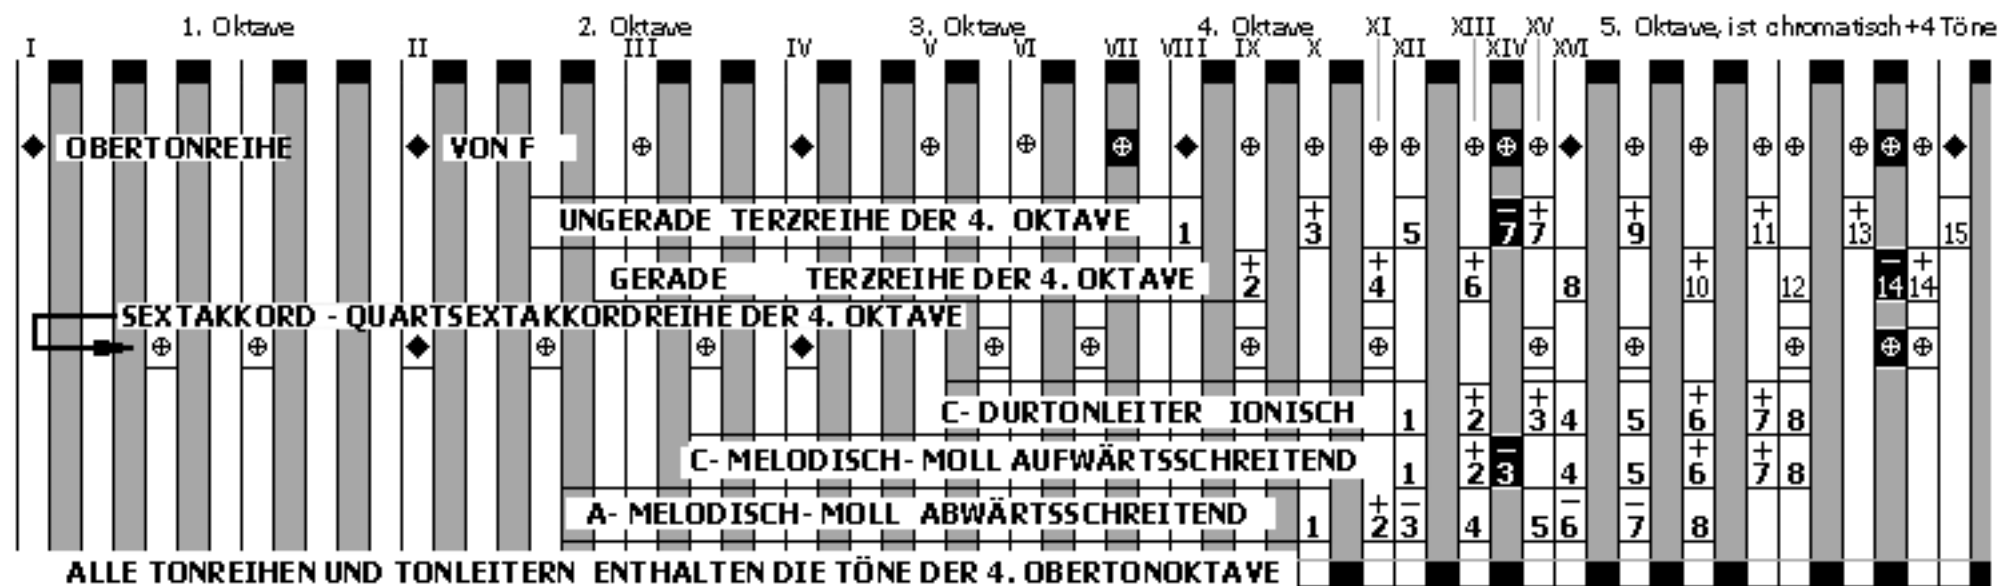 1. Oktave 2. Oktave 3. Oktave 4. Oktave XI XIII XV 5. Oktave, ist chromatisch+4 Töne
I II III IV V VI VII VIII IX X XII XIV XVI
OBERTONREIHE VON F
UNGERADE TERZREIHE DER 4. OKTAVE 1 +3 5 –7 +7 +9 +11 +13 15
GERADE TERZREIHE DER 4. OKTAVE +2 +4 +6 8 +10 12 –14 +14
SEXTAKKORD - QUARTSEXTAKKORDREIHE DER 4. OKTAVE
C- DURTONLEITER IONISCH 1 +2 +3 4 5 +6 +7 8
C- MELODISCH- MOLL AUFWÄRTSSCHREITEND 1 +2 –3 4 5 +6 +7 8
A- MELODISCH- MOLL ABWÄRTSSCHREITEND 1 +2 –3 4 5 –6 –7 8
ALLE TONREIHEN UND TONLEITERN ENTHALTEN DIE TÖNE DER 4. OBERTONOKTAVE